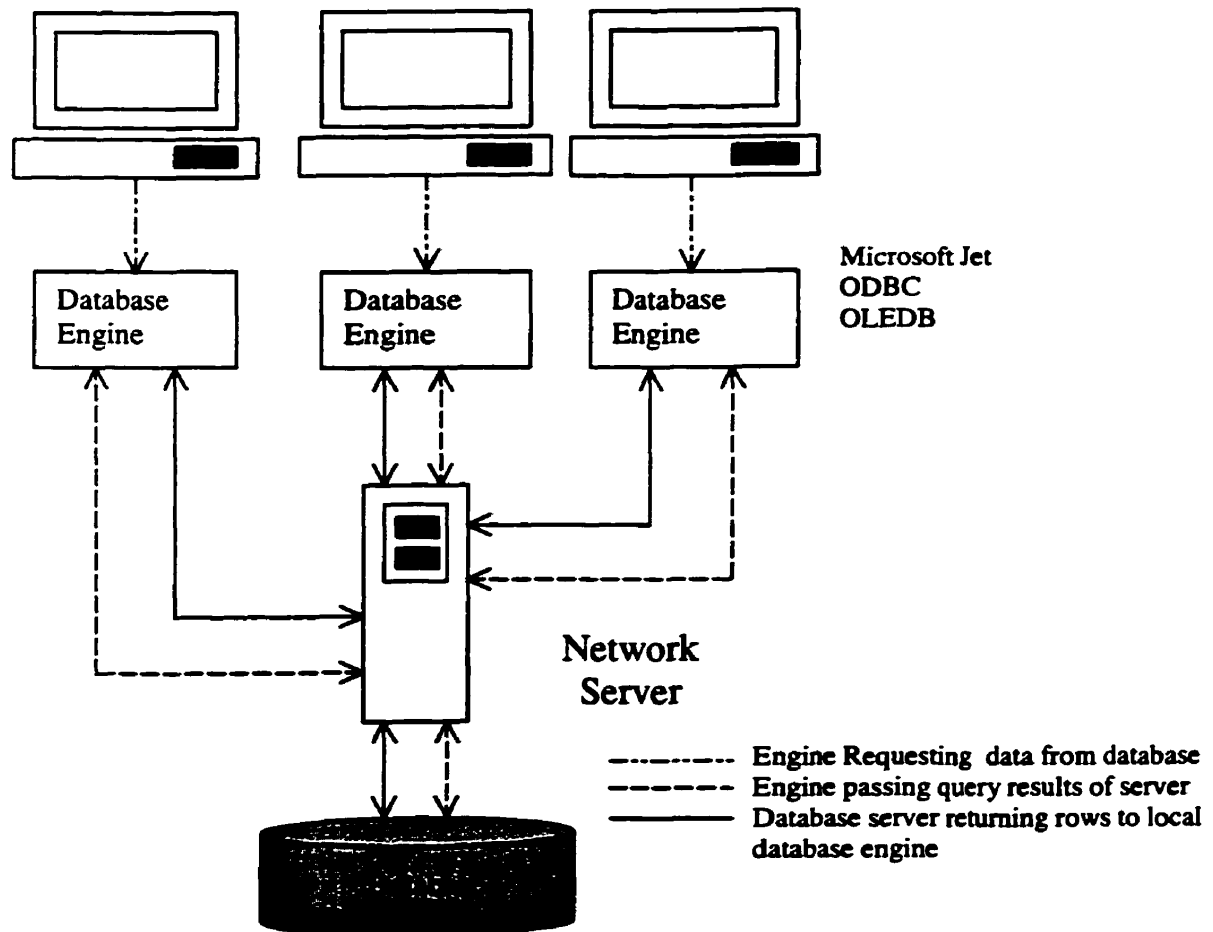 Microsoft Jet
ODBC
OLEDB
Database
Engine
Database
Engine
Database
Engine
Network
Server
Engine Requesting data from database
Engine passing query results of server
Database server returning rows to local
database engine